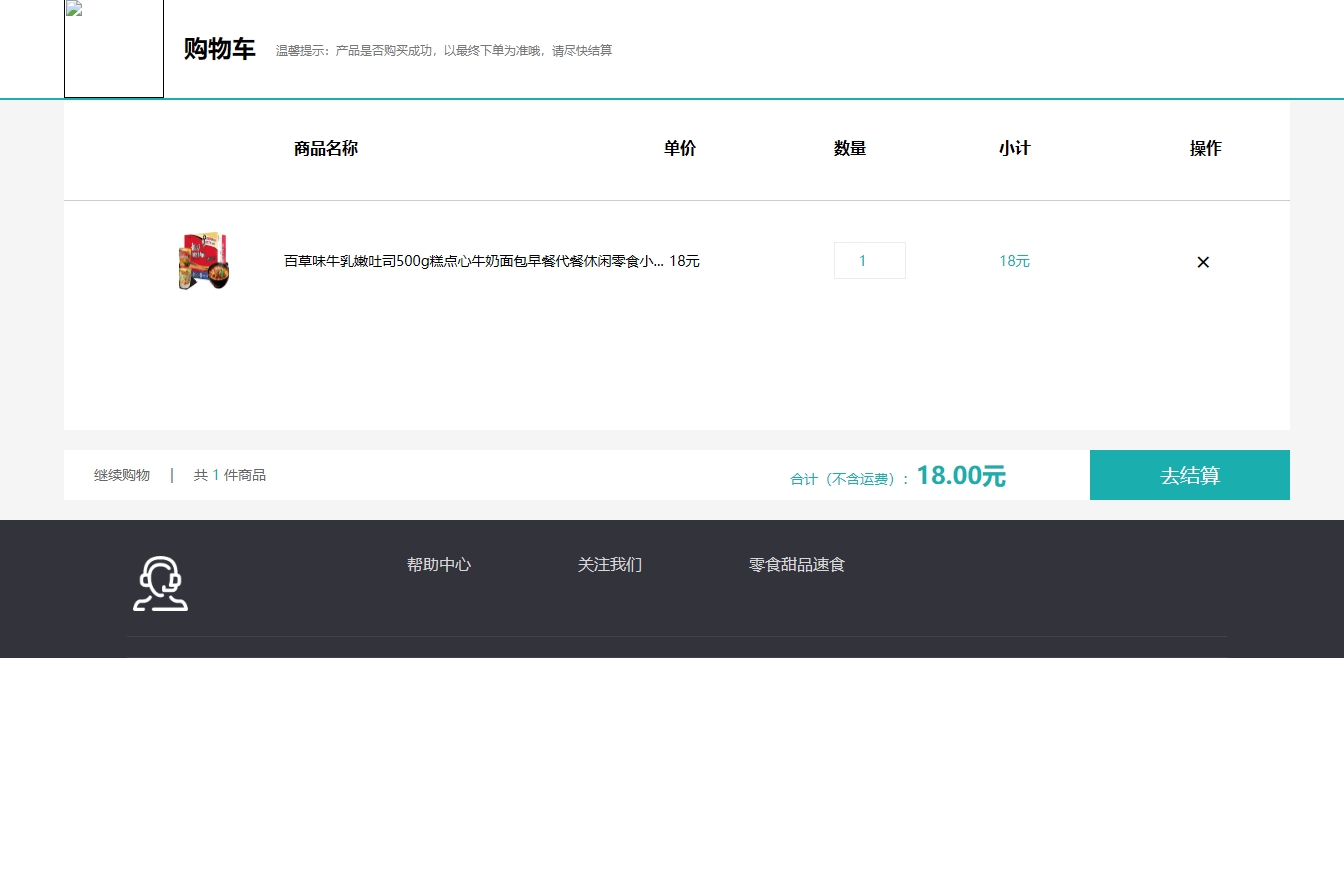 购物车 温馨提示：产品是否购买成功，以最终下单为准哦，请尽快结算
商品名称 单价 数量 小计 操作
百草味牛乳嫩吐司500g糕点心牛奶面包早餐代餐休闲零食小... 18元 1 18元 ×
继续购物 | 共 1 件商品 合计（不含运费）: 18.00元 去结算
帮助中心 关注我们 零食甜品速食